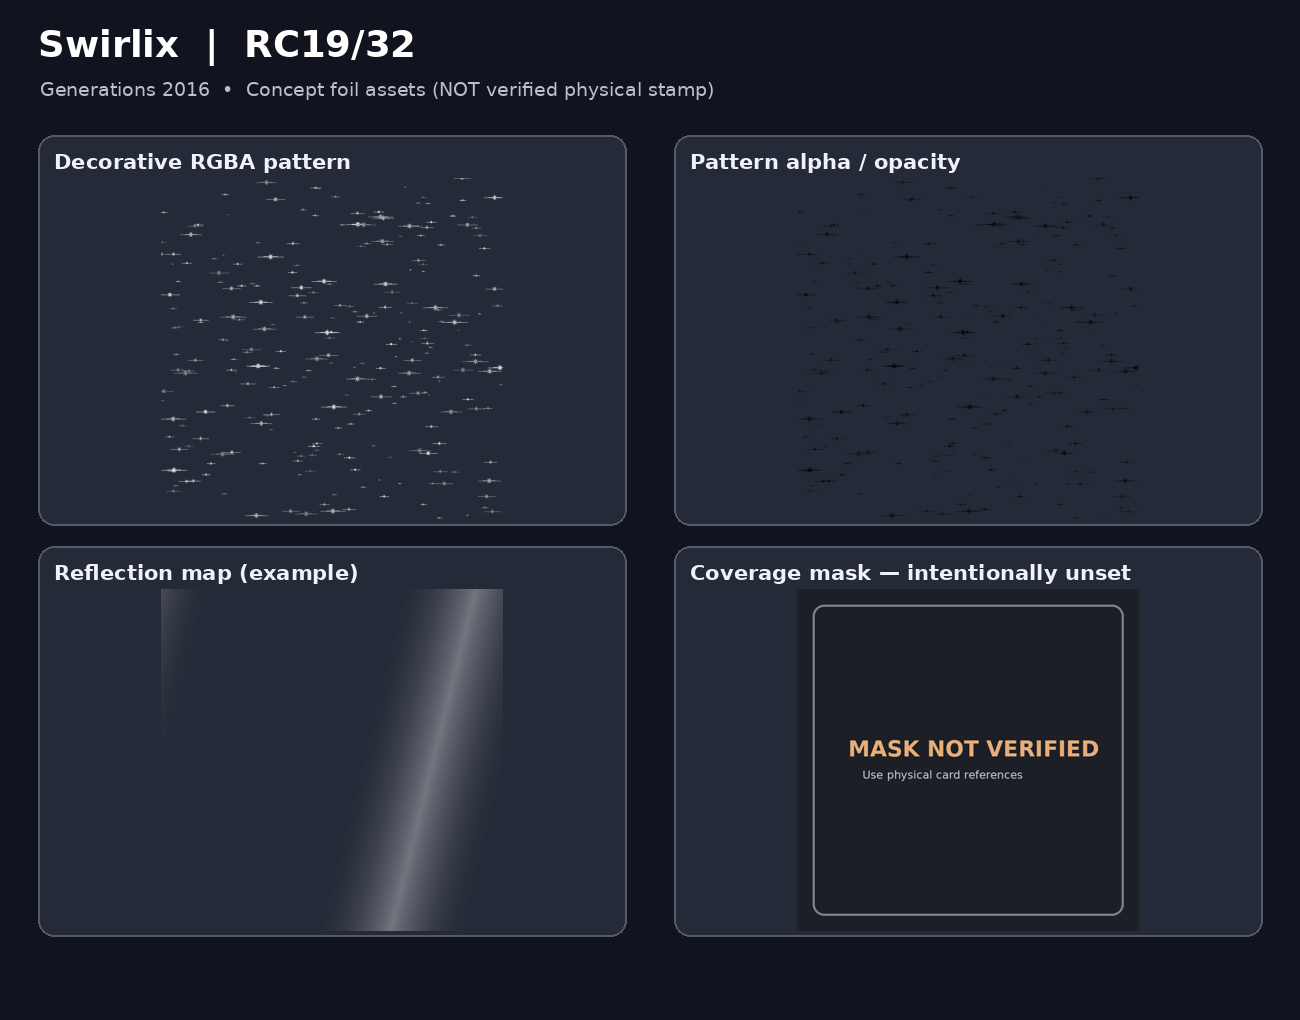 Swirlix | RC19/32
Generations 2016 • Concept foil assets (NOT verified physical stamp)
Decorative RGBA pattern
Pattern alpha / opacity
Reflection map (example)
Coverage mask — intentionally unset
MASK NOT VERIFIED
Use physical card references